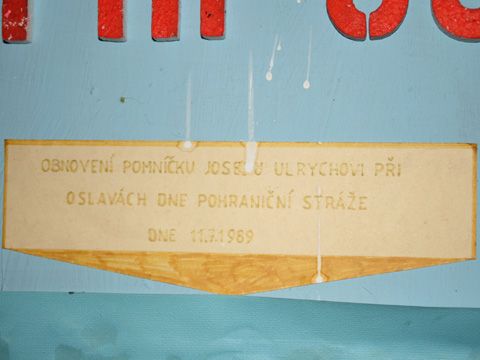 OBNOVENÍ POMNÍČKU JOSEFU ULRYCHOVI PŘI
OSLAVÁCH DNE POHRANIČNÍ STRÁŽE
DNE 11.7.1989